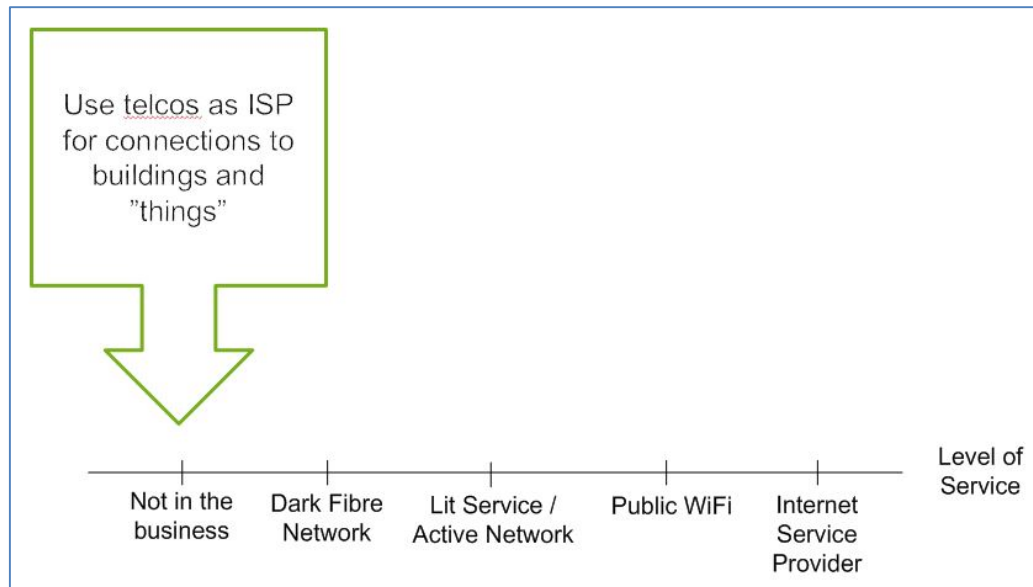 Use telcos as ISP
for connections to
buildings and
”things”
Level of
Service
Not in the
business
Dark Fibre
Network
Lit Service /
Active Network
Public WiFi
Internet
Service
Provider